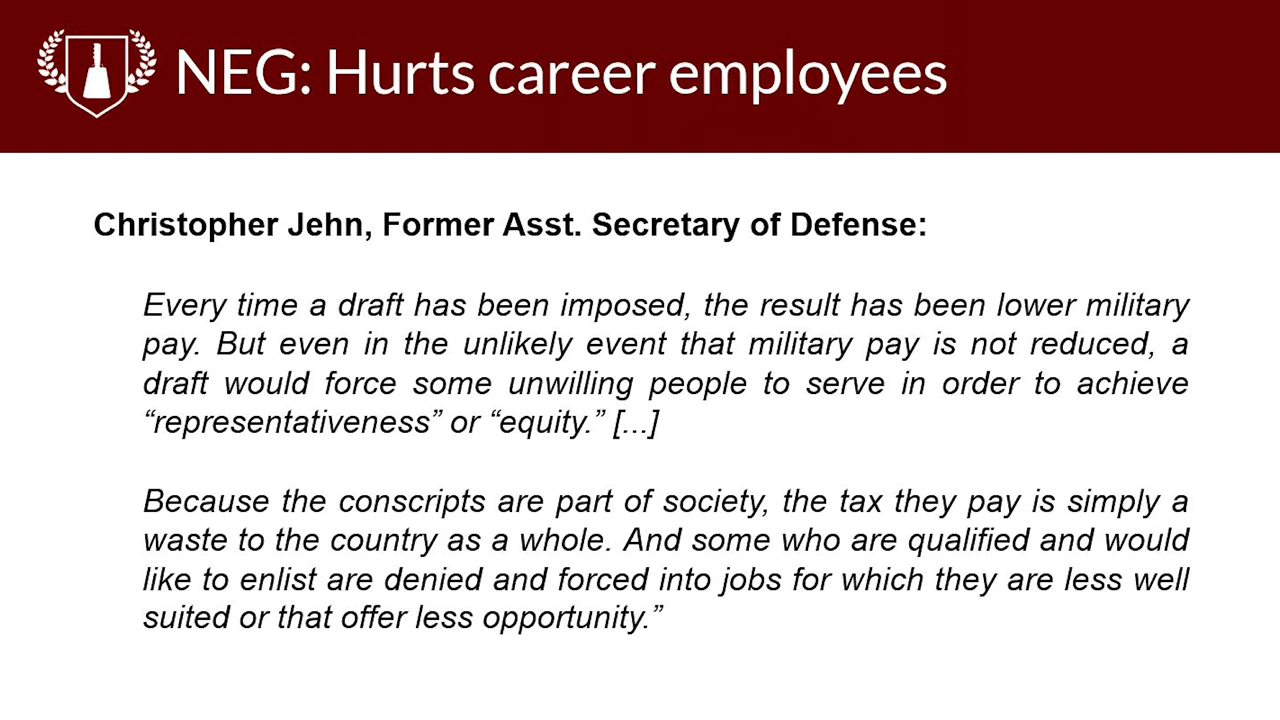 NEG: Hurts career employees
Christopher Jehn, Former Asst. Secretary of Defense:
Every time a draft has been imposed, the result has been lower military
pay. But even in the unlikely event that military pay is not reduced, a
draft would force some unwilling people to serve in order to achieve
“representativeness” or “equity.” [...]
Because the conscripts are part of society, the tax they pay is simply a
waste to the country as a whole. And some who are qualified and would
like to enlist are denied and forced into jobs for which they are less well
suited or that offer less opportunity.”